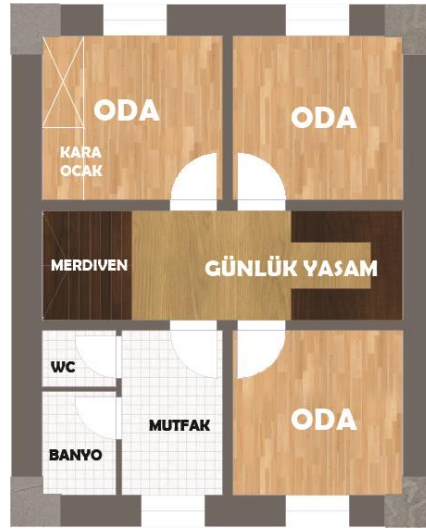 ODA
ODA
KARA
OCAK
MERDIVEN
GÜNLÜK YASAM
WC
MUTFAK
BANYO
ODA